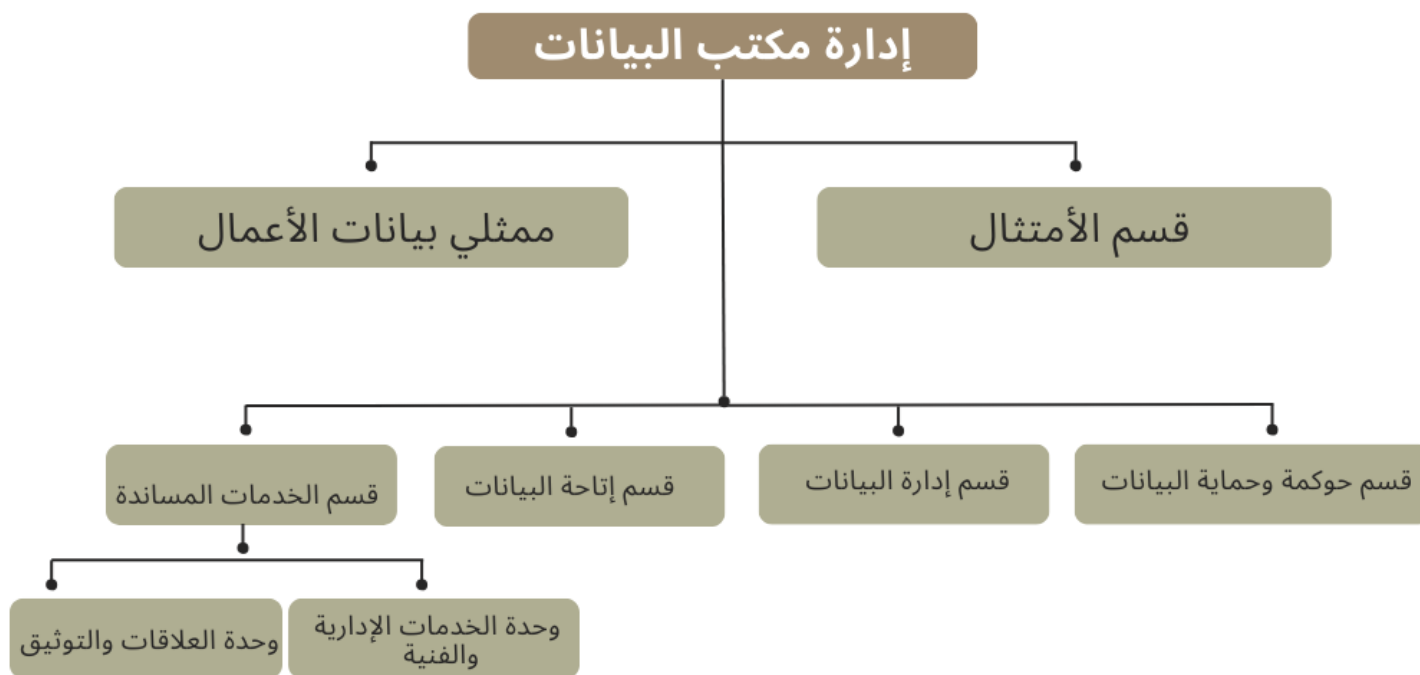 إدارة مكتب البيانات
قسم الأمتثال
ممثلي بيانات الأعمال
قسم حوكمة وحماية البيانات
قسم إدارة البيانات
قسم إتاحة البيانات
قسم الخدمات المساندة
وحدة الخدمات الإدارية
والفنية
وحدة العلاقات والتوثيق